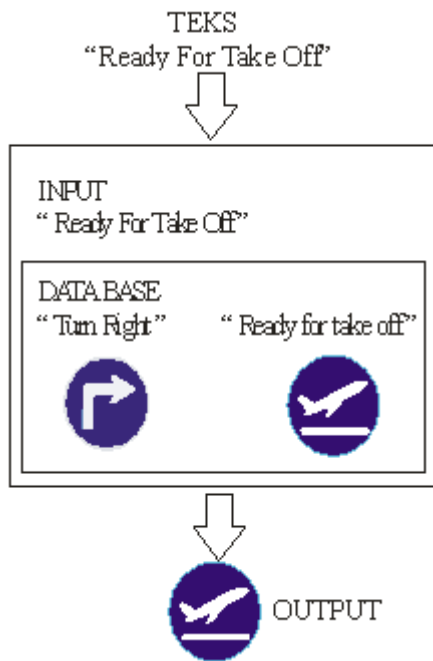 TEKS
“Ready For Take Off”
INPUT
“ Ready For Take Off”
DATA BASE
“ Turn Right” “ Ready for take off”
OUTPUT